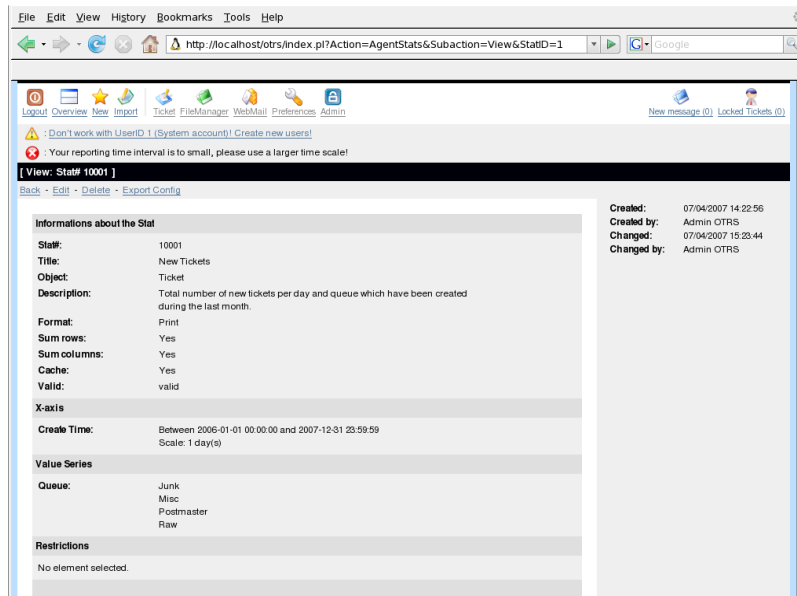 File Edit View History Bookmarks Tools Help
http://localhost/otrs/index.pl?Action=AgentStats&Subaction=View&StatID=1
G Google
Logout Overview New Import Ticket FileManager WebMail Preferences Admin New message (0) Locked Tickets (0)
: Don't work with UserID 1 (System account)! Create new users!
: Your reporting time interval is to small, please use a larger time scale!
[ View: Stat# 10001 ]
Back - Edit - Delete - Export Config
Informations about the Stat
Stat#: 10001
Title: New Tickets
Object: Ticket
Description: Total number of new tickets per day and queue which have been created
during the last month.
Format: Print
Sum rows: Yes
Sum columns: Yes
Cache: Yes
Valid: valid
X-axis
Create Time: Between 2006-01-01 00:00:00 and 2007-12-31 23:59:59
Scale: 1 day(s)
Value Series
Queue: Junk
Misc
Postmaster
Raw
Restrictions
No element selected.
Created: 07/04/2007 14:22:56
Created by: Admin OTRS
Changed: 07/04/2007 15:23:44
Changed by: Admin OTRS